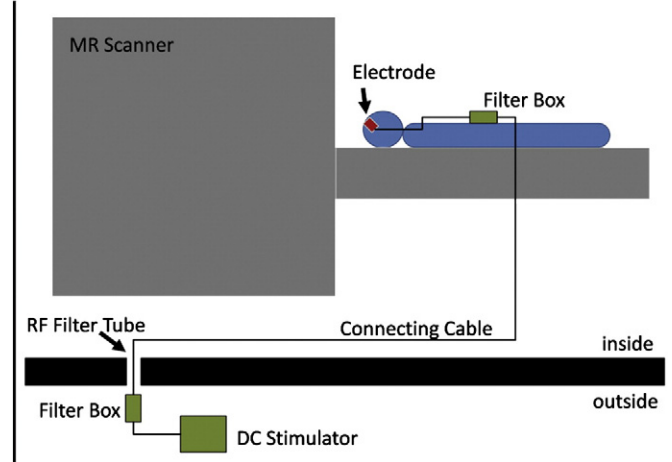 MR Scanner
Electrode
Filter Box
RF Filter Tube
Connecting Cable
inside
outside
Filter Box
DC Stimulator